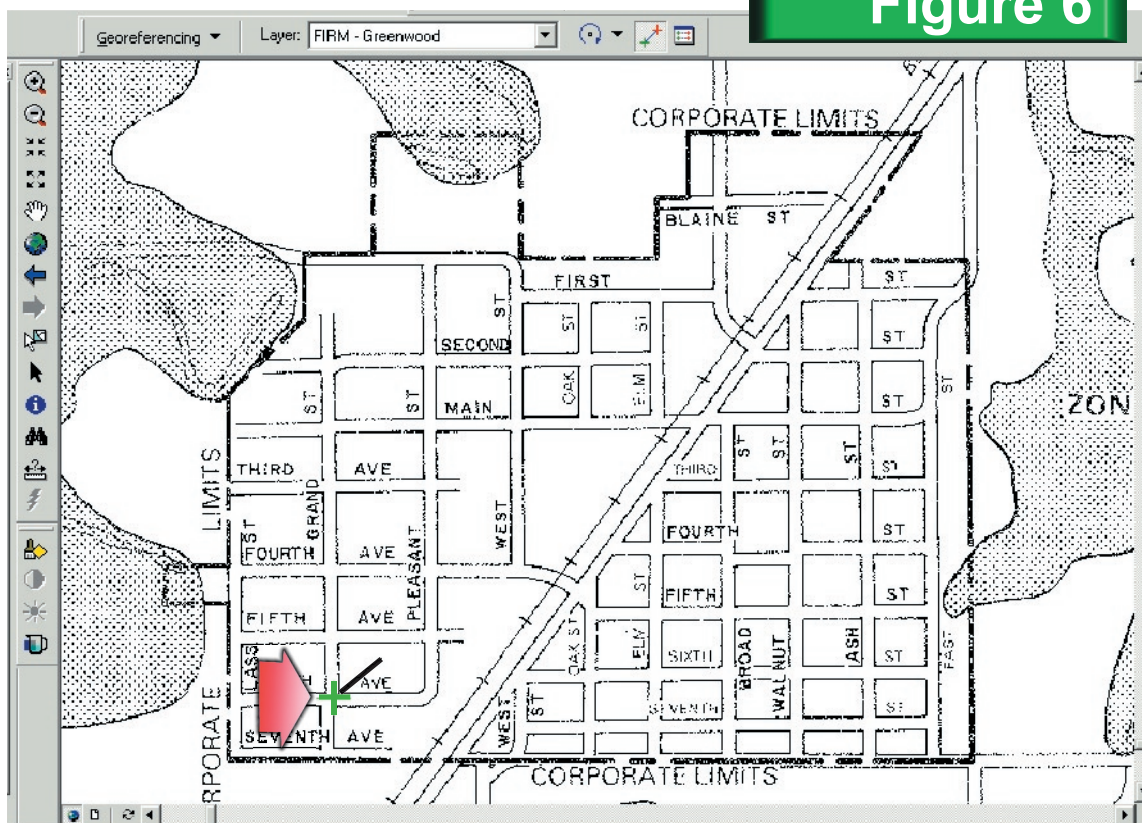 Figure 6
Georeferencing
Layer: FIRM - Greenwood
CORPORATE LIMITS
BLAINE ST
FIRST ST
ST
SECOND
ST
ST
ST
ST
MAIN
OAK
ELM
ST
ST
ST
ST
ZON
THIRD AVE
THIRD
ST
ST
ST
ST
LIMITS
GRAND
WEST
ST
FOURTH AVE
PLEASANT
FOURTH
ST
FIFTH AVE
ST
FIFTH
ST
AVE
OAK ST
ELM
SIXTH
BROAD
WALNUT
ASH
ST
EAST
SEVENTH AVE
WEST
ST
SEVENTH
ST
RPORATE
CORPORATE LIMITS